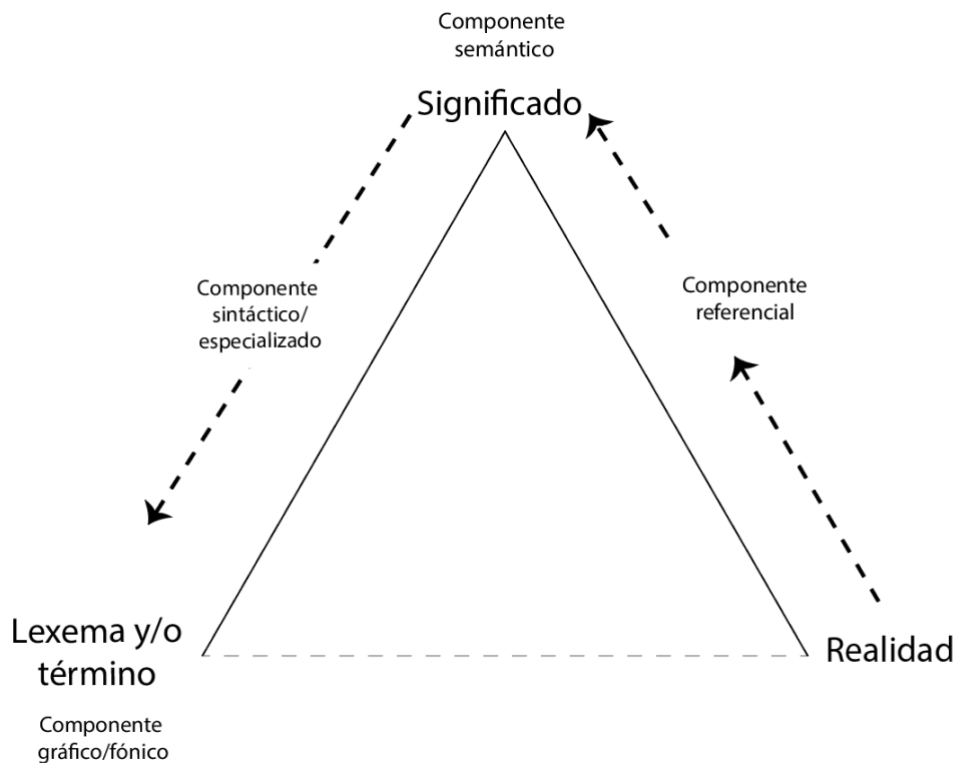 Componente
semántico
Significado
Componente
sintáctico/
especializado
Componente
referencial
Lexema y/o
término
Realidad
Componente
gráfico/fónico